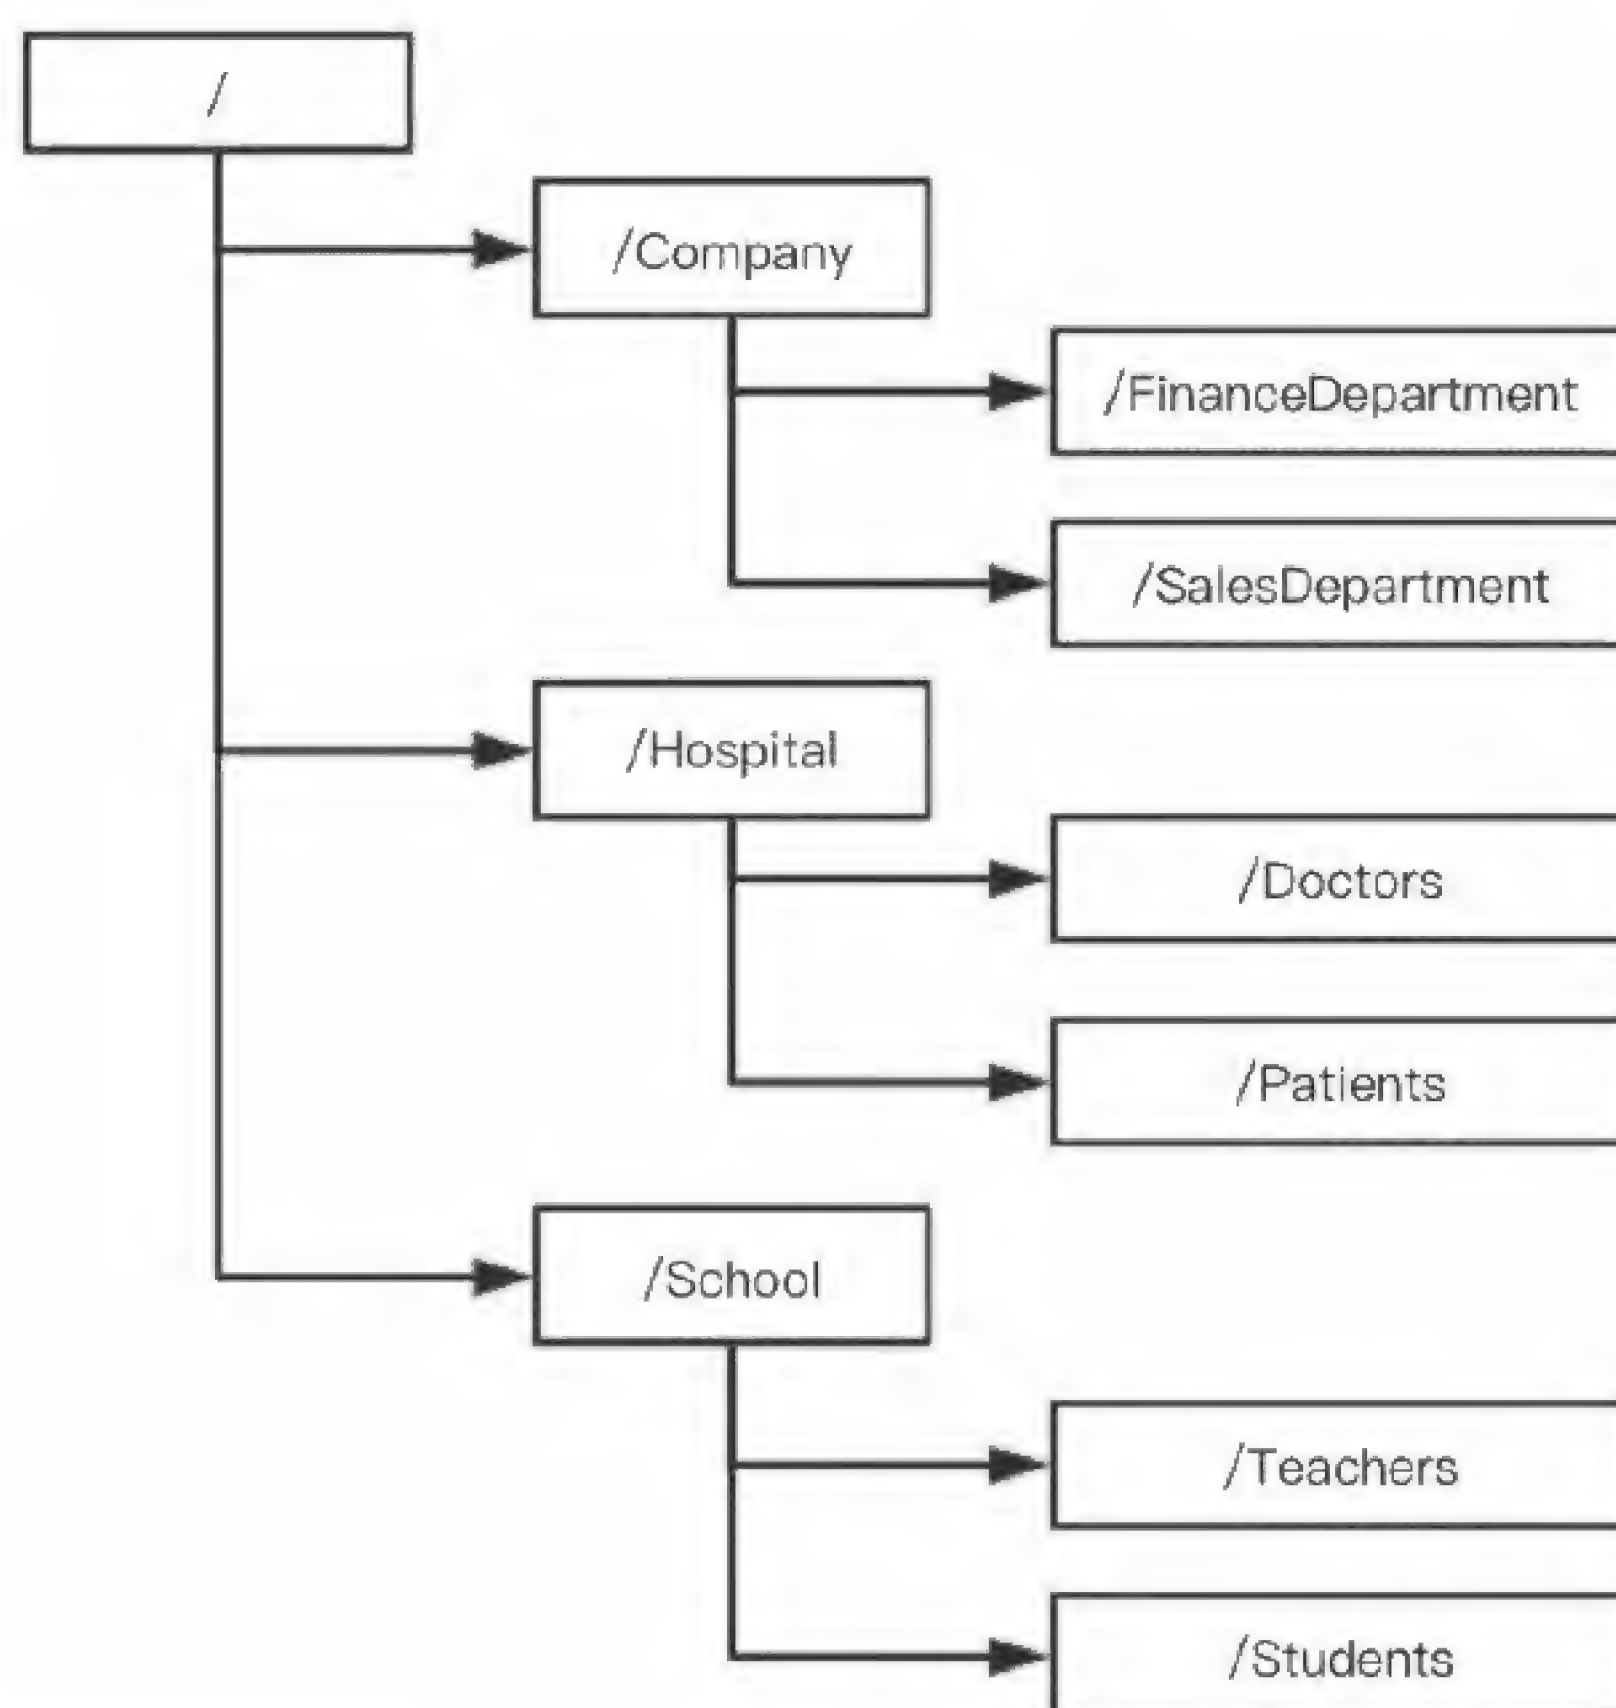 /
/Company
/FinanceDepartment
/SalesDepartment
/Hospital
/Doctors
/Patients
/School
/Teachers
/Students